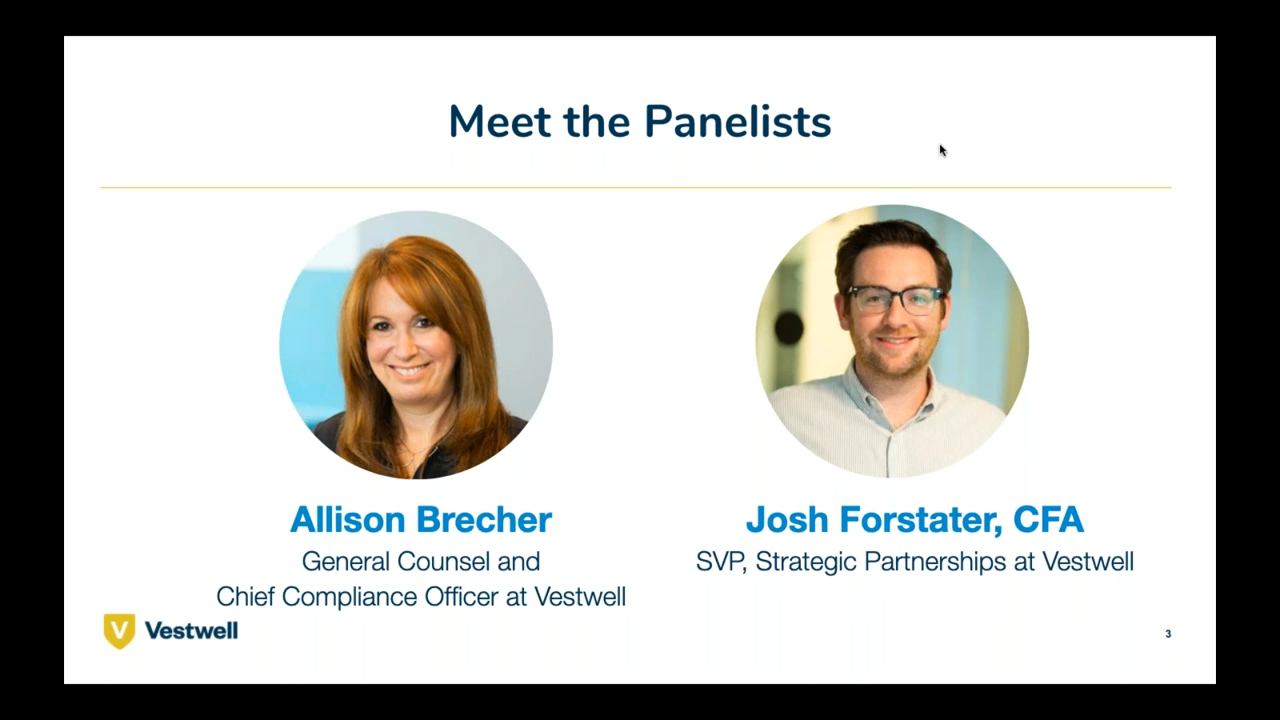 Meet the Panelists
Allison Brecher
General Counsel and
Chief Compliance Officer at Vestwell
Josh Forstater, CFA
SVP, Strategic Partnerships at Vestwell
V Vestwell
3